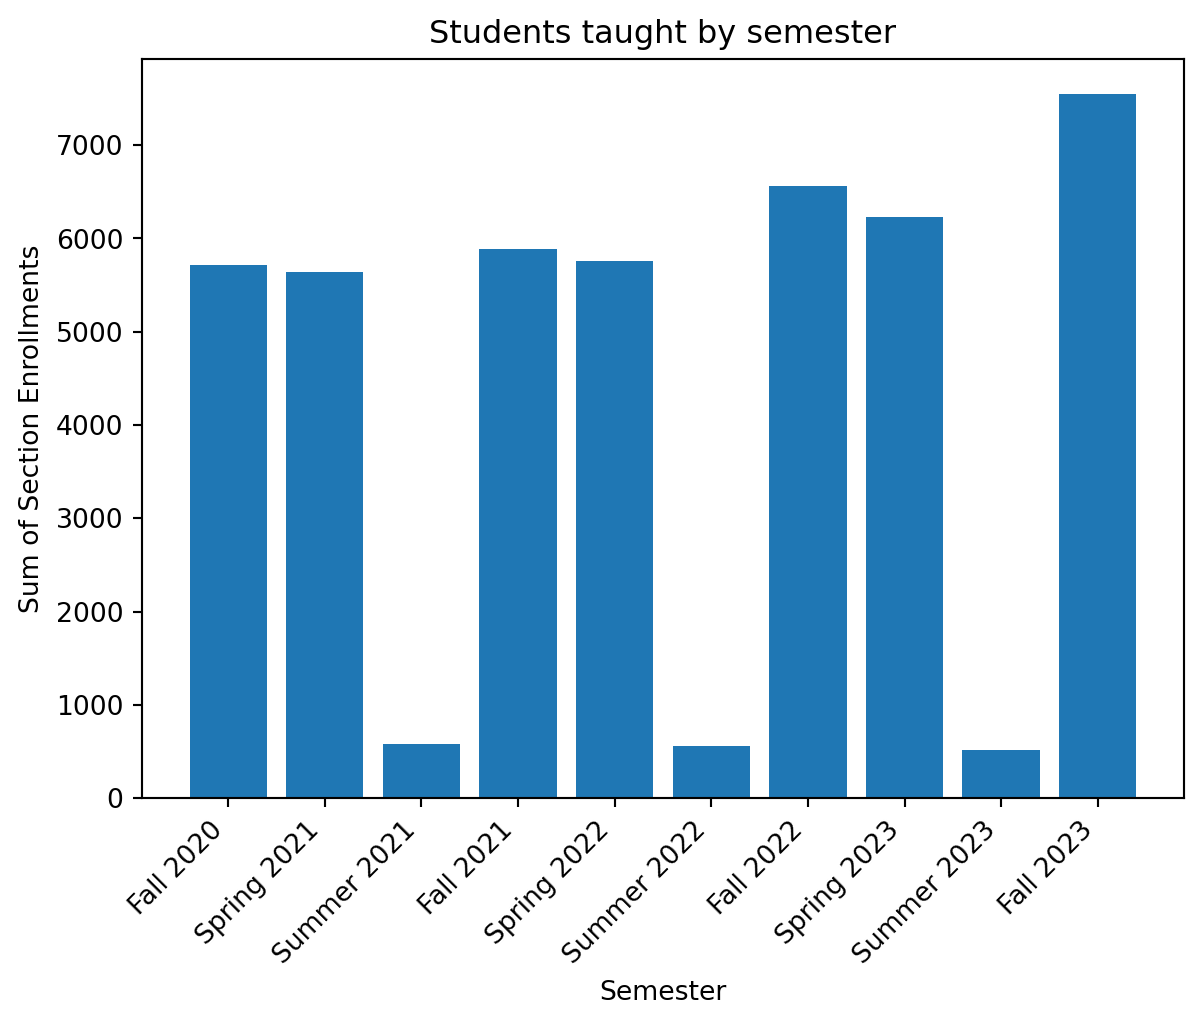 Students taught by semester
Sum of Section Enrollments
7000
6000
5000
4000
3000
2000
1000
0
Fall 2020
Spring 2021
Summer 2021
Fall 2021
Spring 2022
Summer 2022
Fall 2022
Spring 2023
Summer 2023
Fall 2023
Semester